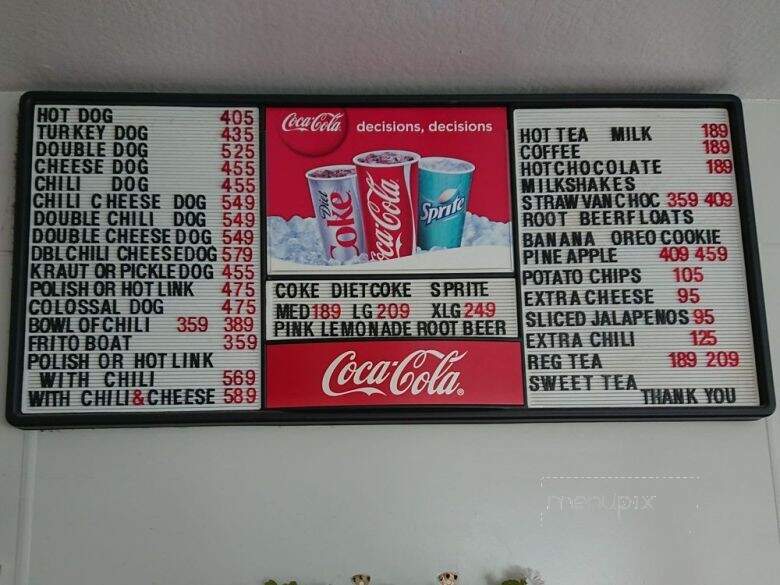 HOT DOG 405
TURKEY DOG 435
DOUBLE DOG 525
CHEESE DOG 455
CHILI DOG 455
CHILI CHEESE DOG 549
DOUBLE CHILI DOG 549
DOUBLE CHEESE DOG 549
DBL CHILI CHEESEDOG 579
KRAUT OR PICKLE DOG 455
POLISH OR HOT LINK 475
COLOSSAL DOG 475
BOWL OF CHILI 359 389
FRITO BOAT 359
POLISH OR HOT LINK
WITH CHILI 569
WITH CHILI & CHEESE 589
Coca-Cola decisions, decisions
Diet Coke
Coca-Cola
Sprite
COKE DIET COKE SPRITE
MED 189 LG 209 XLG 249
PINK LEMONADE ROOT BEER
Coca-Cola®
HOT TEA MILK 189
COFFEE 189
HOT CHOCOLATE 189
MILKSHAKES
STRAW VAN CHOC 359 409
ROOT BEER FLOATS
BANANA OREO COOKIE
PINE APPLE 409 459
POTATO CHIPS 105
EXTRA CHEESE 95
SLICED JALAPENOS 95
EXTRA CHILI 125
REG TEA 189 209
SWEET TEA
THANK YOU
menupix